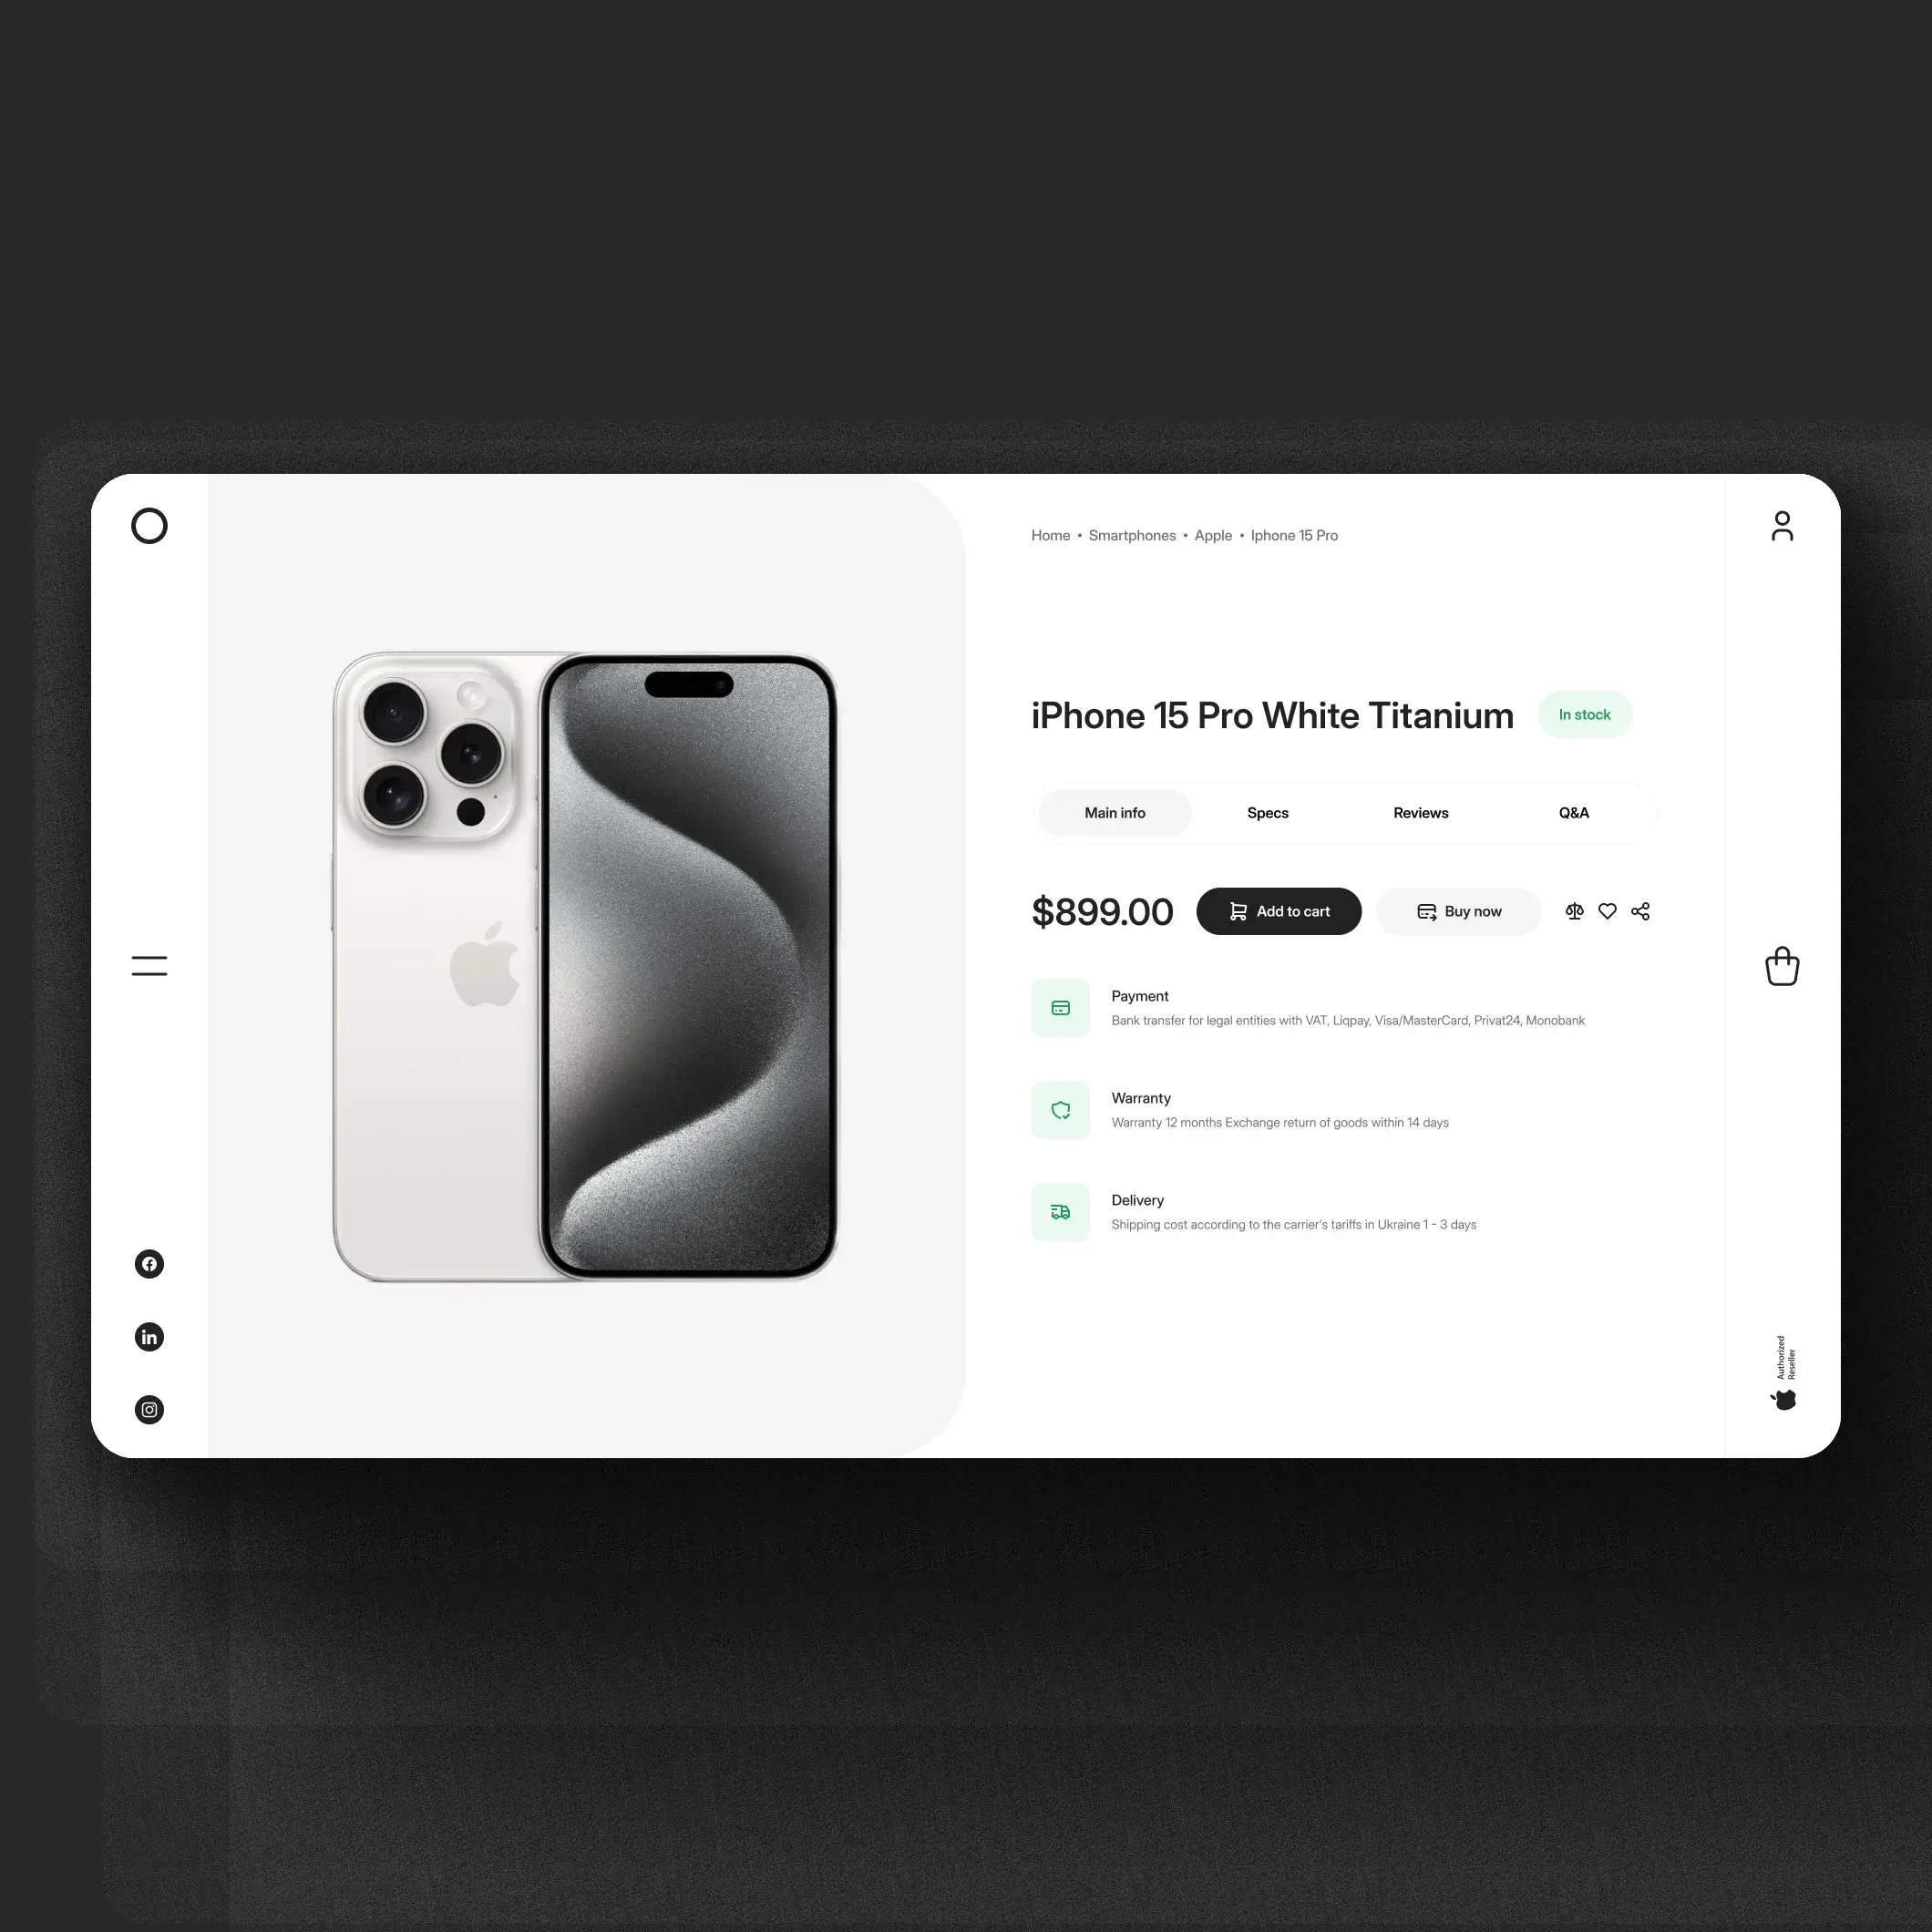 Home • Smartphones • Apple • Iphone 15 Pro
iPhone 15 Pro White Titanium
In stock
Main info
Specs
Reviews
Q&A
$899.00
Add to cart
Buy now
Payment
Bank transfer for legal entities with VAT, Liqpay, Visa/MasterCard, Privat24, Monobank
Warranty
Warranty 12 months Exchange return of goods within 14 days
Delivery
Shipping cost according to the carrier's tariffs in Ukraine 1 - 3 days
in
Authorized
Reseller